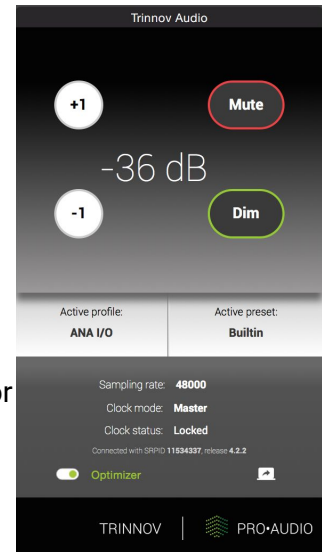 Trinnov Audio
+1
Mute
-36 dB
-1
Dim
Active profile:
Active preset:
ANA I/O
Builtin
or
Sampling rate: 48000
Clock mode: Master
Clock status: Locked
Connected with SRPID 11534337, release 4.2.2
Optimizer
TRINNOV | PRO•AUDIO